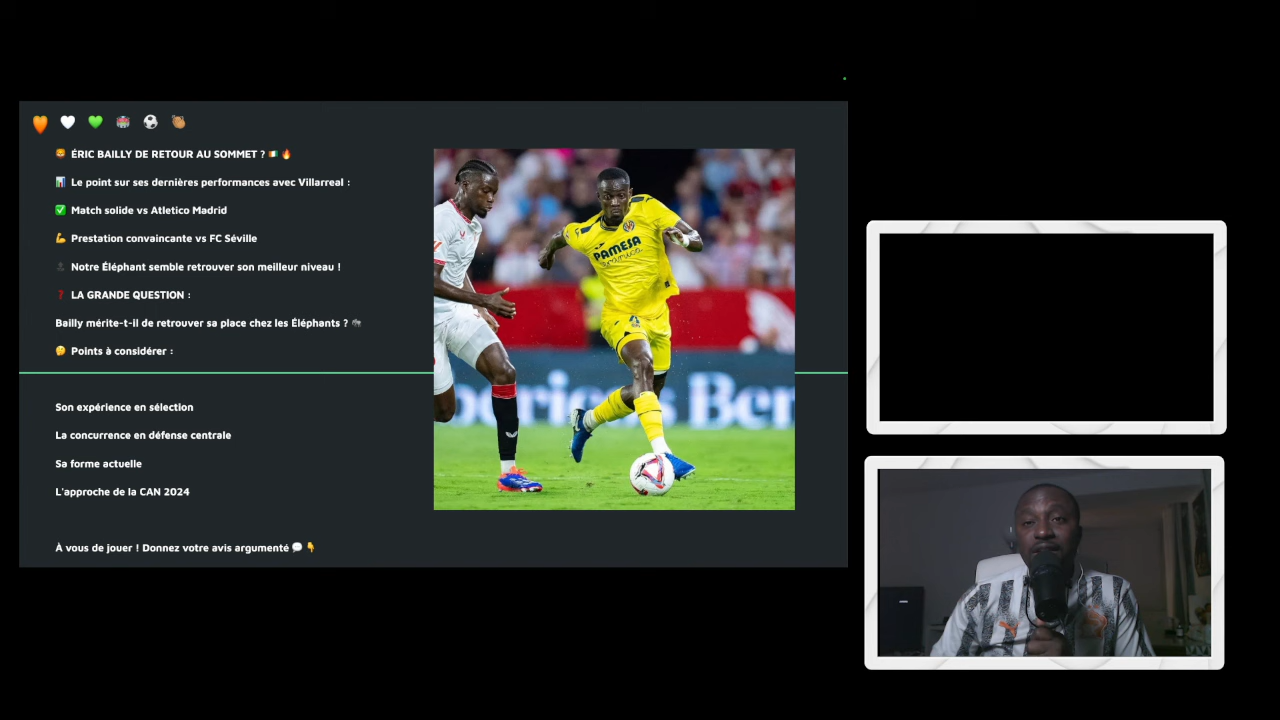 🧡 🤍 💚 🏟 ⚽ 👏🏽
🦁 ÉRIC BAILLY DE RETOUR AU SOMMET ? 🇨🇮 🔥
📊 Le point sur ses dernières performances avec Villarreal :
✅ Match solide vs Atletico Madrid
💪 Prestation convaincante vs FC Séville
Notre Éléphant semble retrouver son meilleur niveau !
❓ LA GRANDE QUESTION :
Bailly mérite-t-il de retrouver sa place chez les Éléphants ? 🐘
🤔 Points à considérer :
Son expérience en sélection
La concurrence en défense centrale
Sa forme actuelle
L'approche de la CAN 2024
À vous de jouer ! Donnez votre avis argumenté 💬 👇
PAMESA